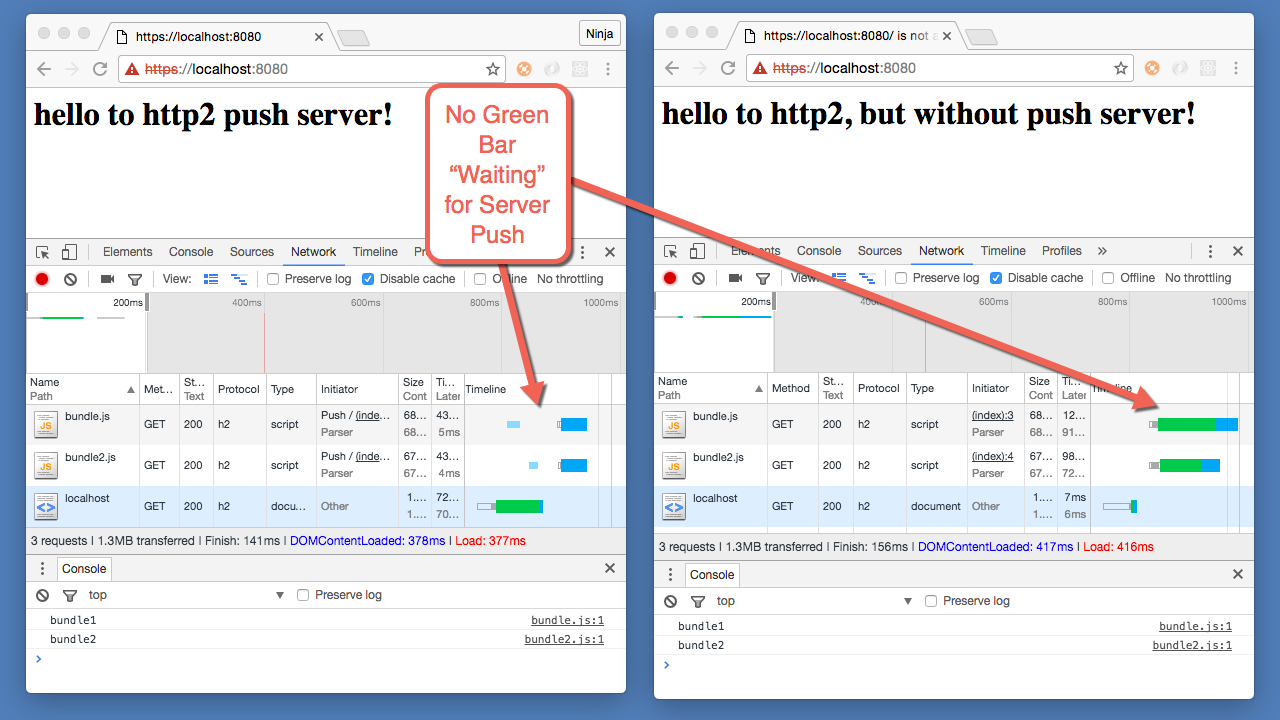 https://localhost:8080
Ninja
https://localhost:8080
hello to http2 push server!
No Green
Bar
“Waiting”
for Server
Push
Elements Console Sources Network Timeline
View: Preserve log Disable cache Offline No throttling
200ms 400ms 600ms 800ms 1000ms
Name Met... St... Protocol Type Initiator Size Ti... Timeline
Path Text Cont Later
bundle.js GET 200 h2 script Push / (inde... 68... 43...
Parser 68... 5ms
bundle2.js GET 200 h2 script Push / (inde... 67... 43...
Parser 67... 4ms
localhost GET 200 h2 docu... Other 1.... 72...
1.... 70...
3 requests | 1.3MB transferred | Finish: 141ms | DOMContentLoaded: 378ms | Load: 377ms
Console
top Preserve log
bundle1 bundle.js:1
bundle2 bundle2.js:1
https://localhost:8080/ is not a
https://localhost:8080
hello to http2, but without push server!
Elements Console Sources Network Timeline Profiles
View: Preserve log Disable cache Offline No throttling
200ms 400ms 600ms 800ms 1000ms
Name Method St... Protocol Type Initiator Size Ti... Timeline
Path Text Cont Later
bundle.js GET 200 h2 script (index):3 68... 12...
Parser 68... 91...
bundle2.js GET 200 h2 script (index):4 67... 98...
Parser 67... 72...
localhost GET 200 h2 document Other 1.... 7ms
1.... 6ms
3 requests | 1.3MB transferred | Finish: 156ms | DOMContentLoaded: 417ms | Load: 416ms
Console
top Preserve log
bundle1 bundle.js:1
bundle2 bundle2.js:1